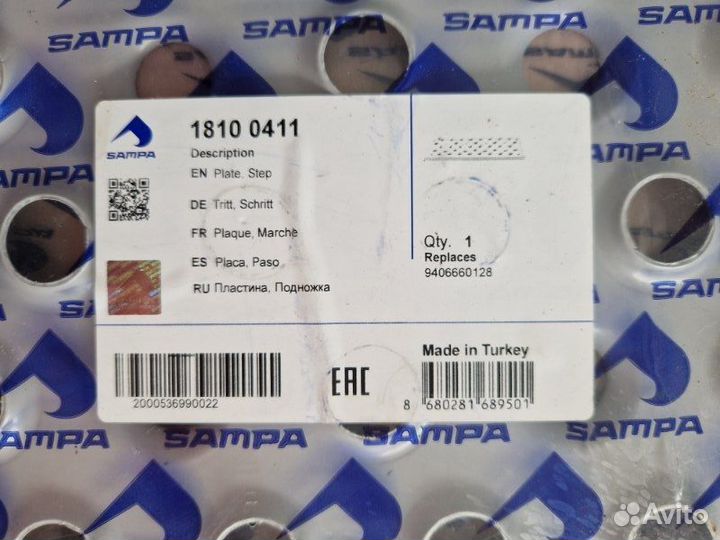 SAMPA
SAMPA
SAMPA
SAMPA
1810 0411
Description
EN Plate, Step
DE Tritt, Schritt
FR Plaque, Marche
ES Placa, Paso
RU Пластина, Подножка
Qty. 1
Replaces
9406660128
2000536990022
EAC
Made in Turkey
8 680281 689501
SAMPA
SAMPA
SAMPA
SAMPA
SAMPA
Avito